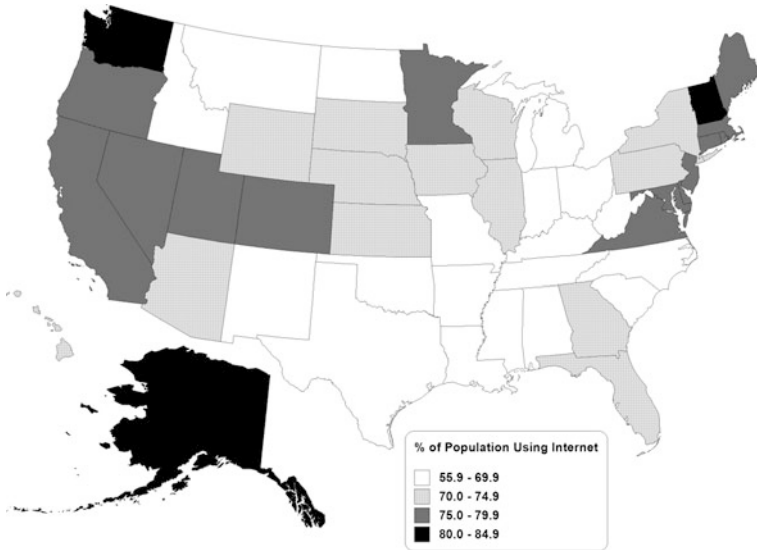 % of Population Using Internet
55.9 - 69.9
70.0 - 74.9
75.0 - 79.9
80.0 - 84.9